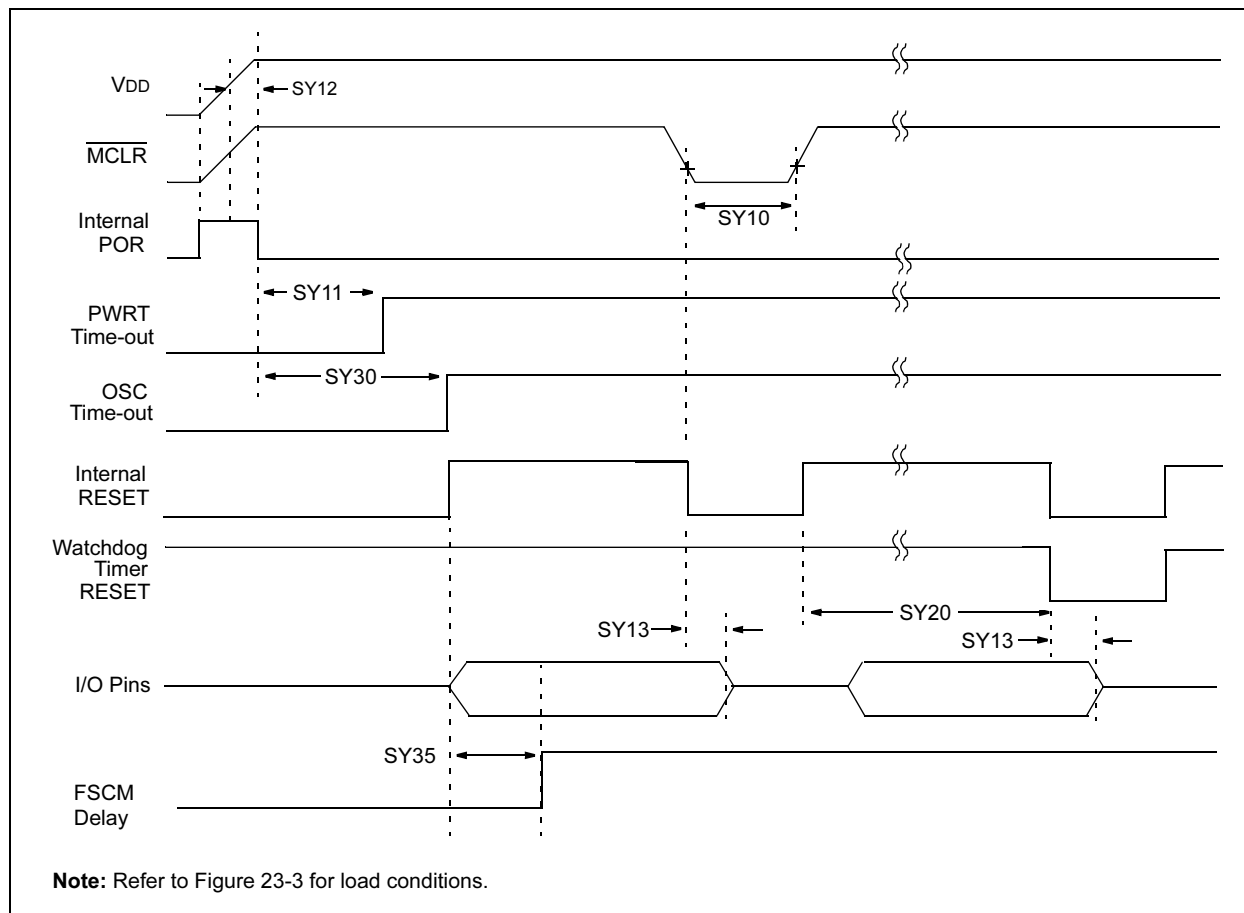 VDD
SY12
MCLR
SY10
Internal
POR
SY11
PWRT
Time-out
SY30
OSC
Time-out
Internal
RESET
Watchdog
Timer
RESET
SY20
SY13
SY13
I/O Pins
SY35
FSCM
Delay
Note: Refer to Figure 23-3 for load conditions.